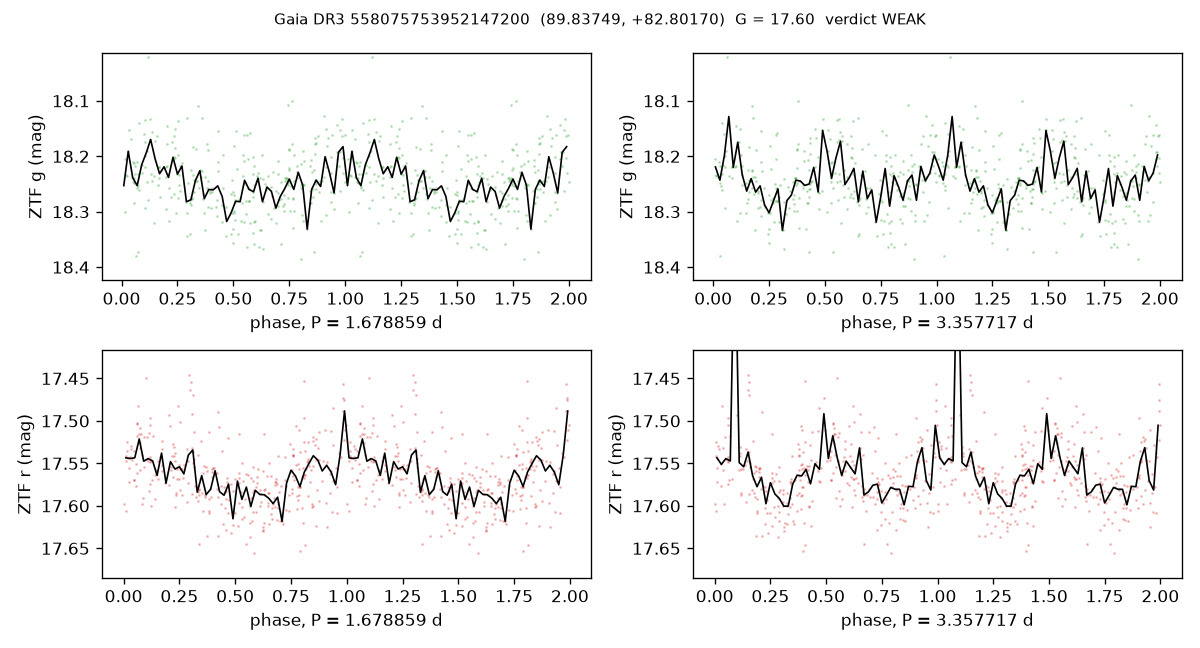 Gaia DR3 558075753952147200 (89.83749, +82.80170) G = 17.60 verdict WEAK
ZTF g (mag)
18.1
18.2
18.3
18.4
0.00 0.25 0.50 0.75 1.00 1.25 1.50 1.75 2.00
phase, P = 1.678859 d
ZTF g (mag)
18.1
18.2
18.3
18.4
0.00 0.25 0.50 0.75 1.00 1.25 1.50 1.75 2.00
phase, P = 3.357717 d
ZTF r (mag)
17.45
17.50
17.55
17.60
17.65
0.00 0.25 0.50 0.75 1.00 1.25 1.50 1.75 2.00
phase, P = 1.678859 d
ZTF r (mag)
17.45
17.50
17.55
17.60
17.65
0.00 0.25 0.50 0.75 1.00 1.25 1.50 1.75 2.00
phase, P = 3.357717 d